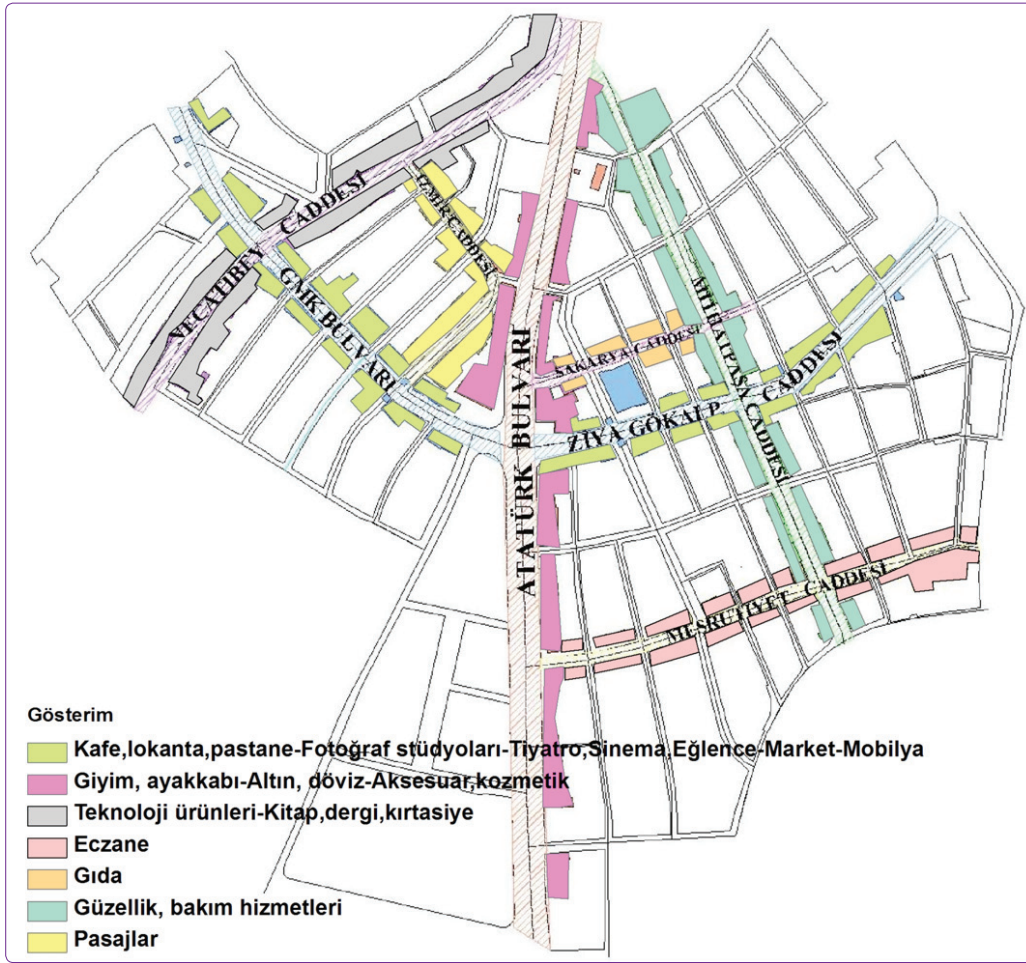 NECATİBEY CADDESİ
İZMİR CADDESİ
GMK BULVARI
ATATÜRK BULVARI
MİTHATPAŞA CADDESİ
SAKARYA CADDESİ
ZİYA GÖKALP CADDESİ
MEŞRUTİYET CADDESİ
Gösterim
Kafe,lokanta,pastane-Fotoğraf stüdyoları-Tiyatro,Sinema,Eğlence-Market-Mobilya
Giyim, ayakkabı-Altın, döviz-Aksesuar,kozmetik
Teknoloji ürünleri-Kitap,dergi,kırtasiye
Eczane
Gıda
Güzellik, bakım hizmetleri
Pasajlar